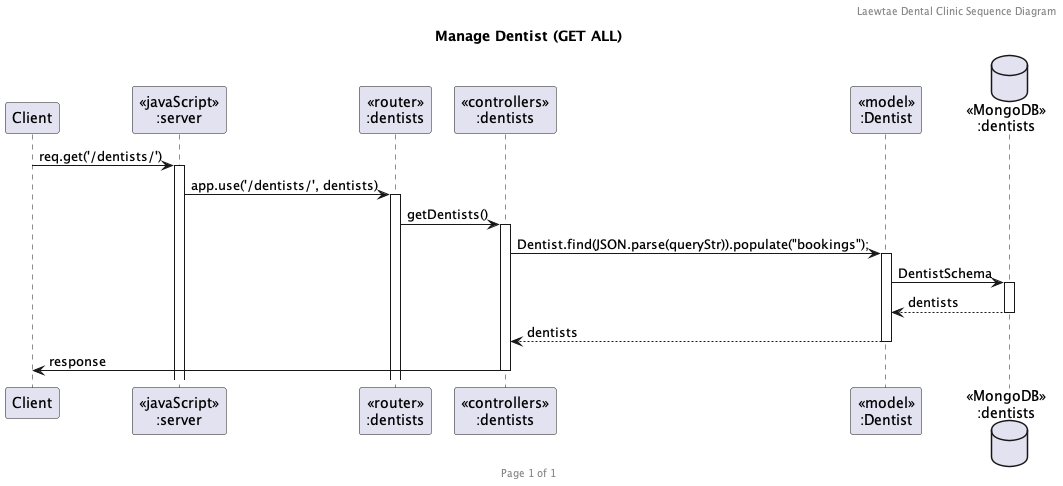 Laewtae Dental Clinic Sequence Diagram
Manage Dentist (GET ALL)
Client
«javaScript»
:server
«router»
:dentists
«controllers»
:dentists
«model»
:Dentist
«MongoDB»
:dentists
req.get('/dentists/')
app.use('/dentists/', dentists)
getDentists()
Dentist.find(JSON.parse(queryStr)).populate("bookings");
DentistSchema
dentists
dentists
response
Client
«javaScript»
:server
«router»
:dentists
«controllers»
:dentists
«model»
:Dentist
«MongoDB»
:dentists
Page 1 of 1